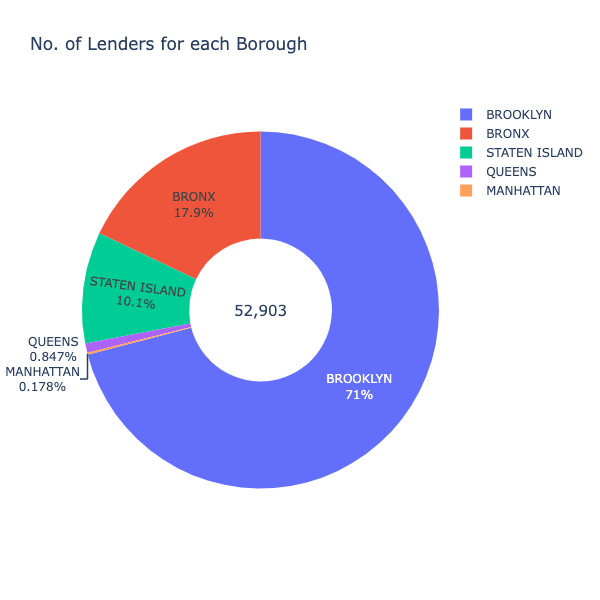 No. of Lenders for each Borough
BROOKLYN
BRONX
STATEN ISLAND
QUEENS
MANHATTAN
BRONX
17.9%
STATEN ISLAND
10.1%
52,903
QUEENS
0.847%
MANHATTAN
0.178%
BROOKLYN
71%